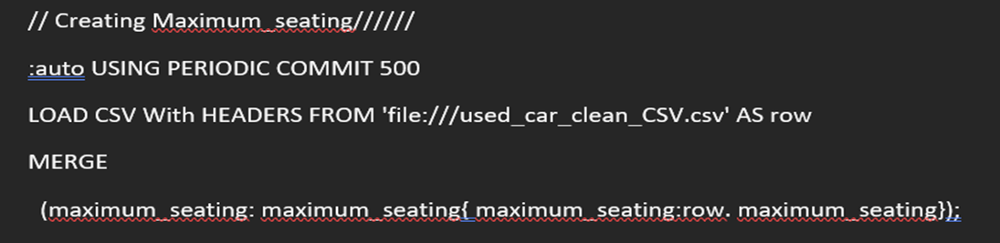 // Creating Maximum_seating//////
:auto USING PERIODIC COMMIT 500
LOAD CSV With HEADERS FROM 'file:///used_car_clean_CSV.csv' AS row
MERGE
(maximum_seating: maximum_seating{ maximum_seating:row. maximum_seating});